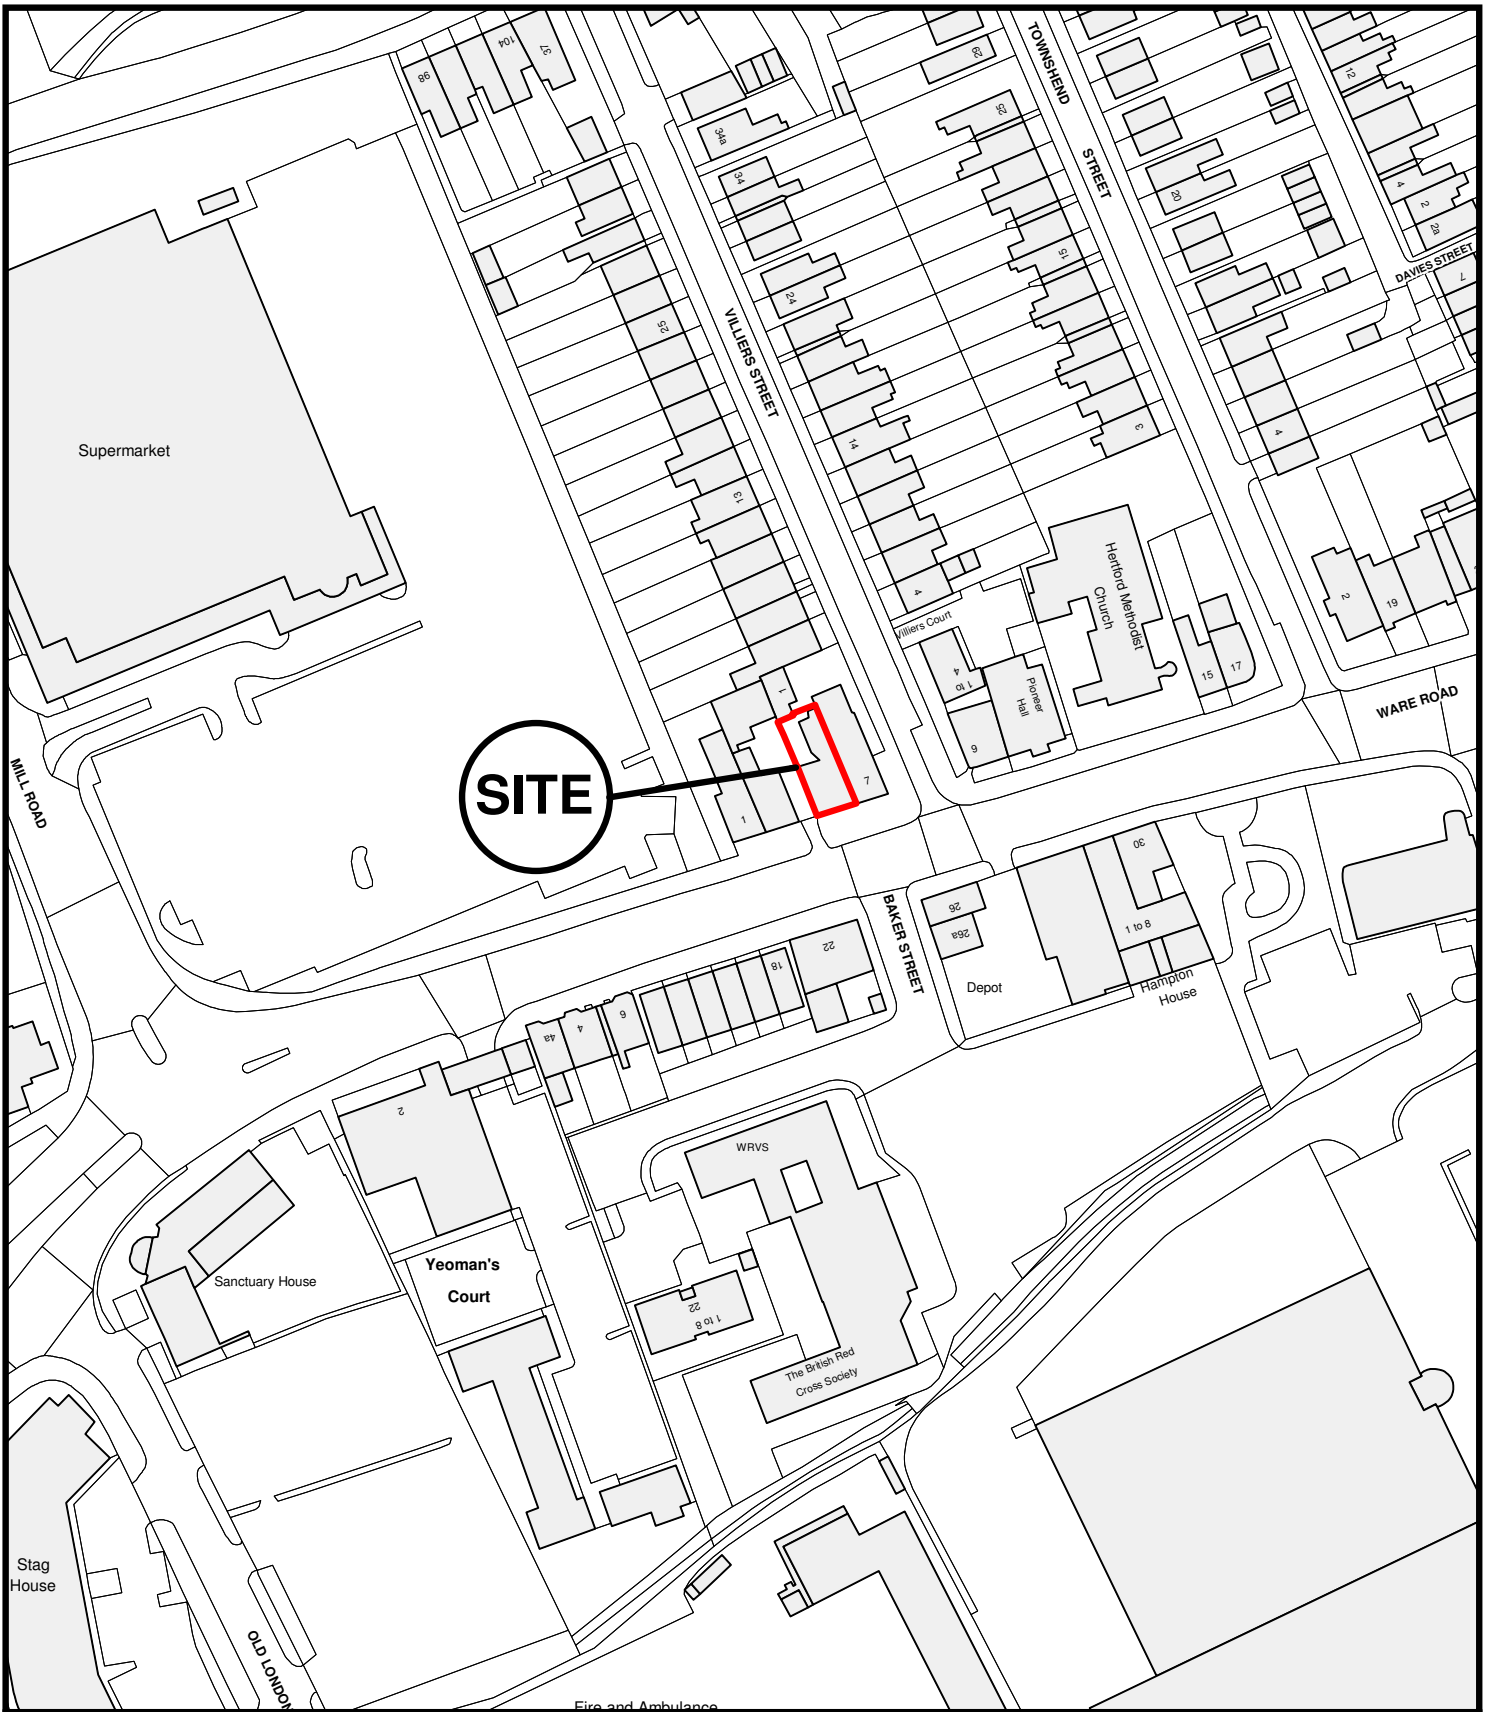 104
37
98
29
TOWNSHEND
STREET
25
12
34a
34
20
4
2
2a
DAVIES STREET
7
15
24
25
VILLIERS STREET
14
3
4
Supermarket
13
Hertford Methodist
Church
4
Villiers Court
1 to
4
Pioneer
Hall
9
15
17
2
19
WARE ROAD
1
7
SITE
1
MILL ROAD
30
1 to 8
Hampton
House
26
26a
BAKER STREET
Depot
22
18
6
4
4a
2
WRVS
Sanctuary House
Yeoman's
Court
1 to 8
22
The British Red
Cross Society
Stag
House
OLD LONDON
Fire and Ambulance